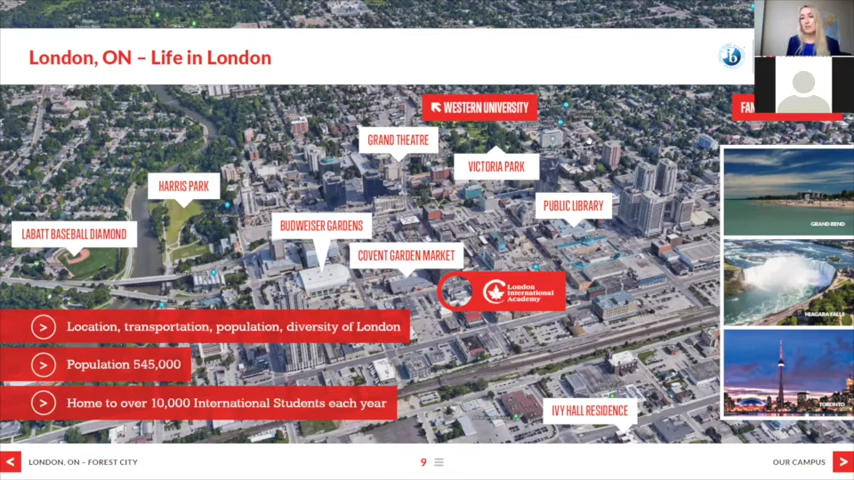 London, ON – Life in London
WESTERN UNIVERSITY
GRAND THEATRE
VICTORIA PARK
HARRIS PARK
PUBLIC LIBRARY
LABATT BASEBALL DIAMOND
BUDWEISER GARDENS
COVENT GARDEN MARKET
London
International
Academy
GRAND BEND
NIAGARA FALLS
TORONTO
> Location, transportation, population, diversity of London
> Population 545,000
> Home to over 10,000 International Students each year
IVY HALL RESIDENCE
< LONDON, ON – FOREST CITY
9
OUR CAMPUS >